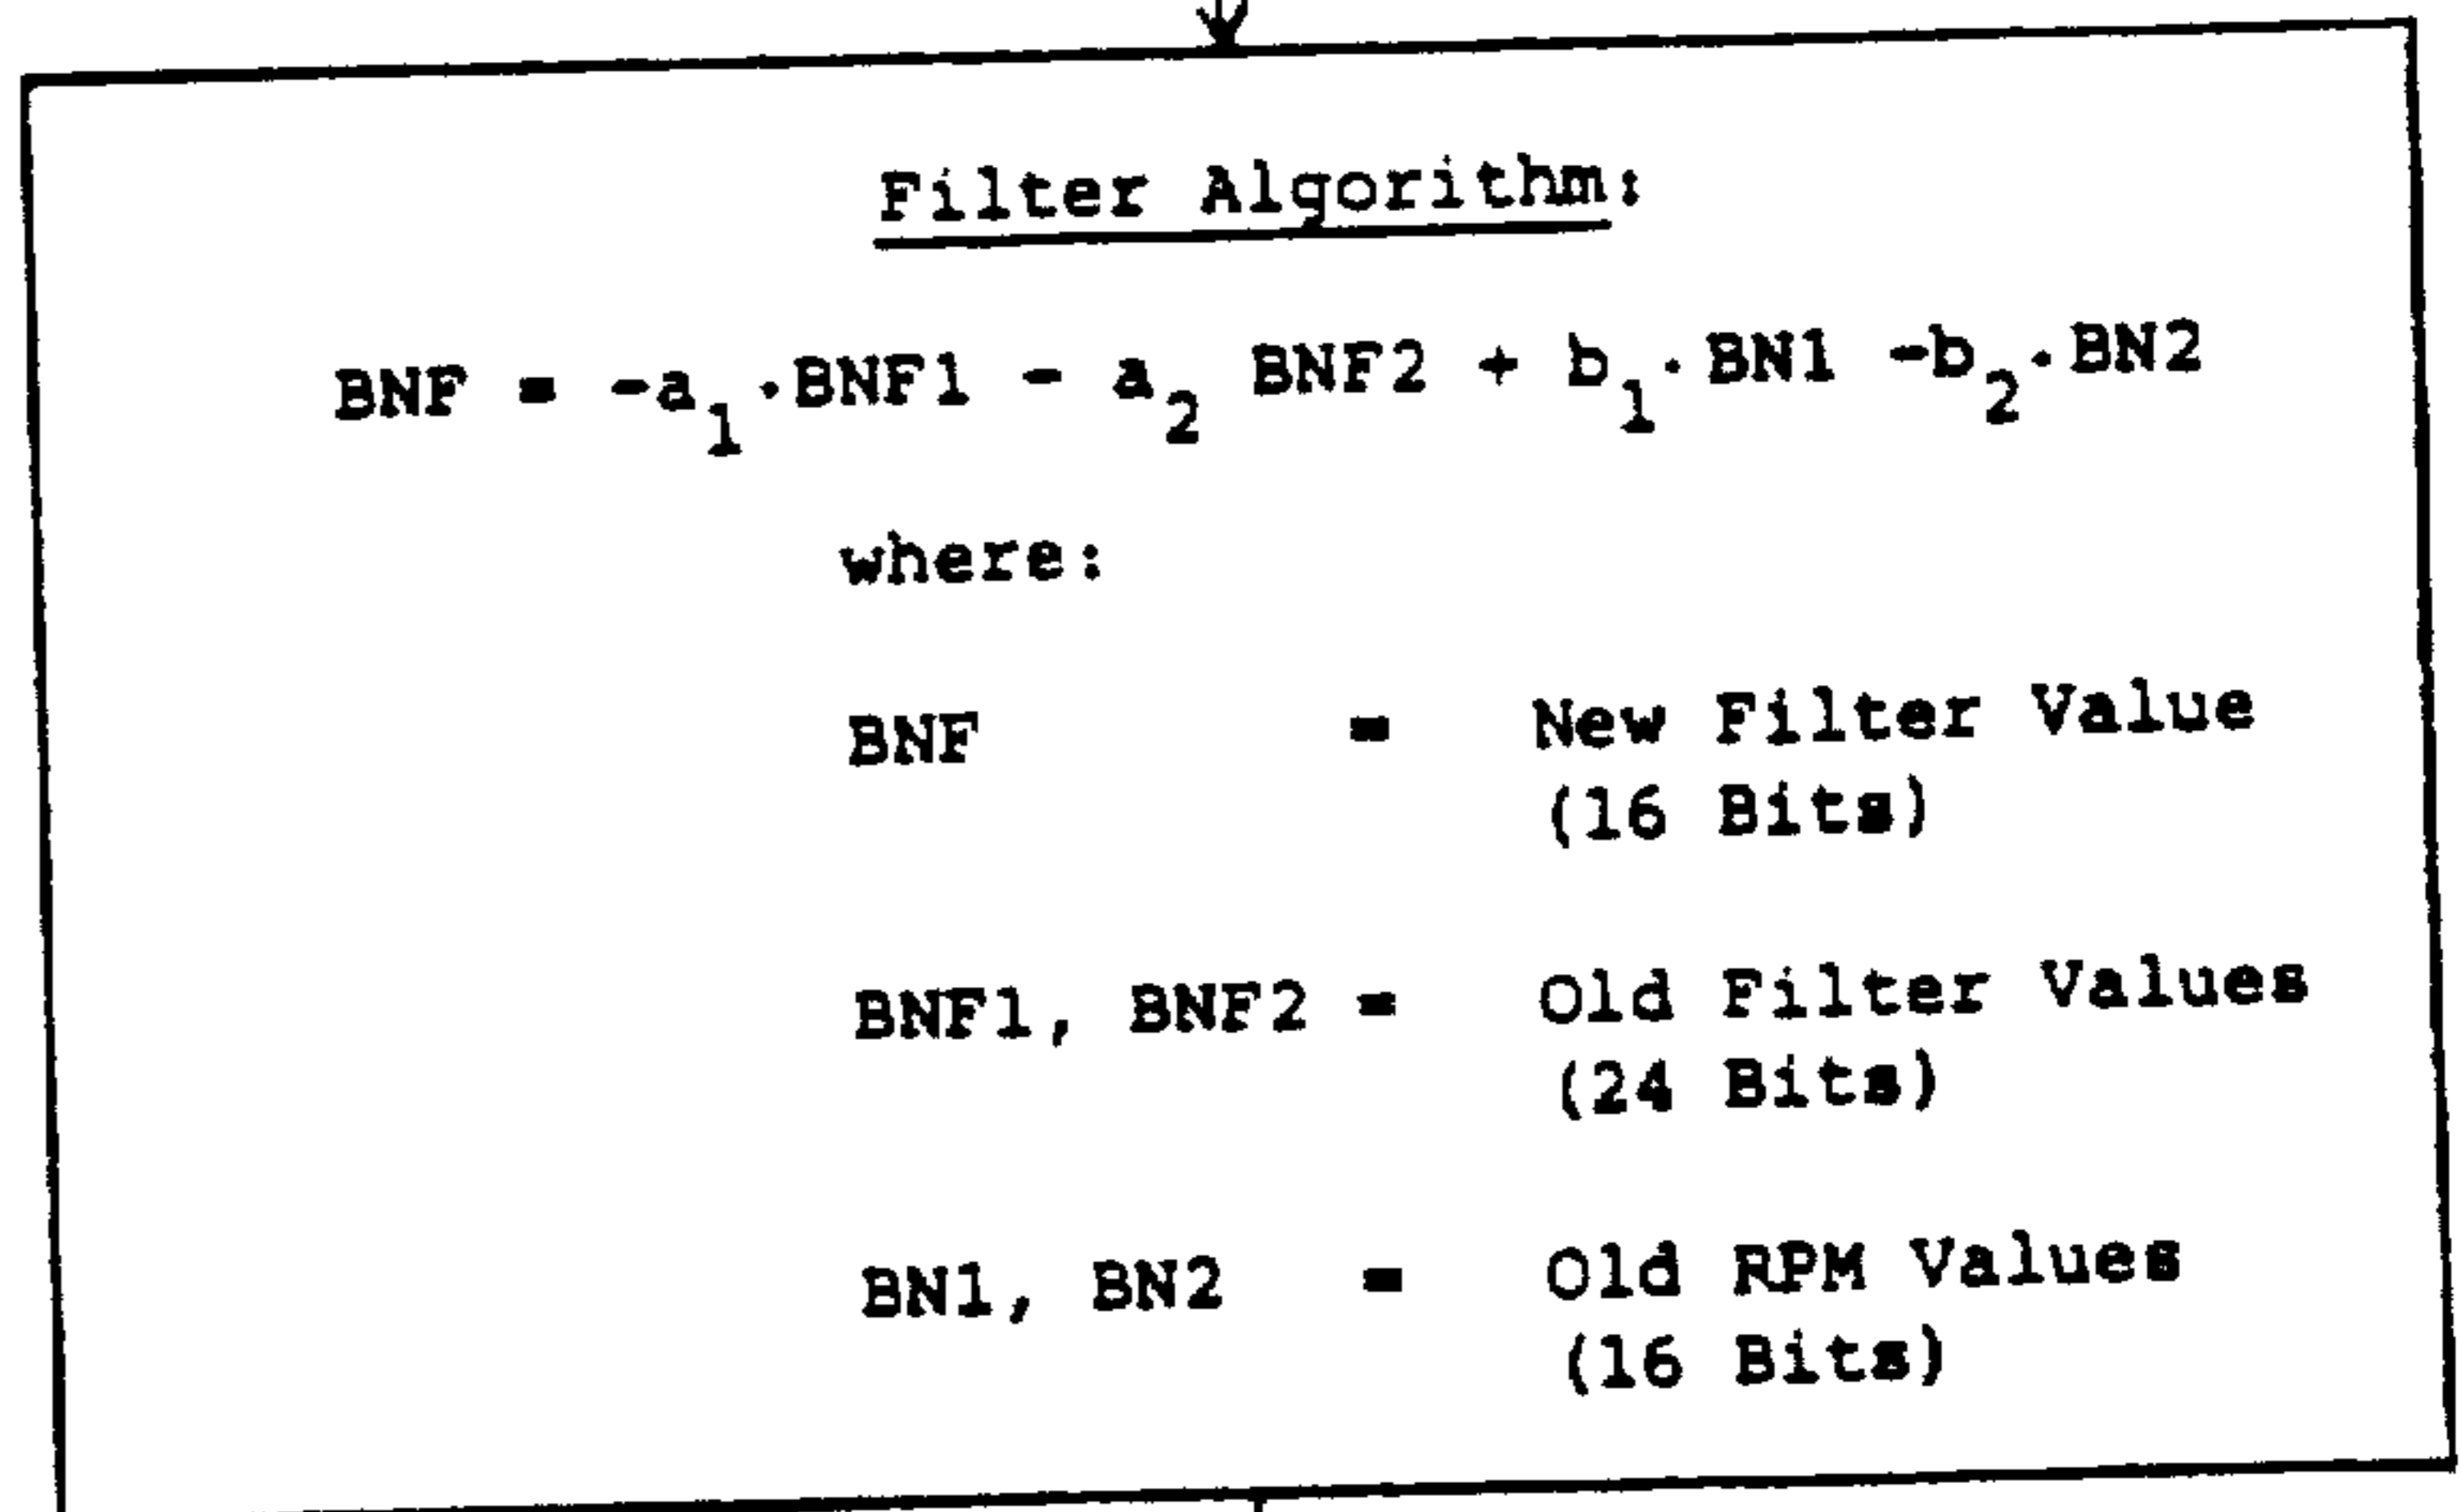 Filter Algorithm:
BNF = -a₁·BNF1 - a₂ BNF2 + b₁·BN1 -b₂·BN2
where:
BNF = New Filter Value
(16 Bits)
BNF1, BNF2 = Old Filter Values
(24 Bits)
BN1, BN2 = Old RPM Values
(16 Bits)